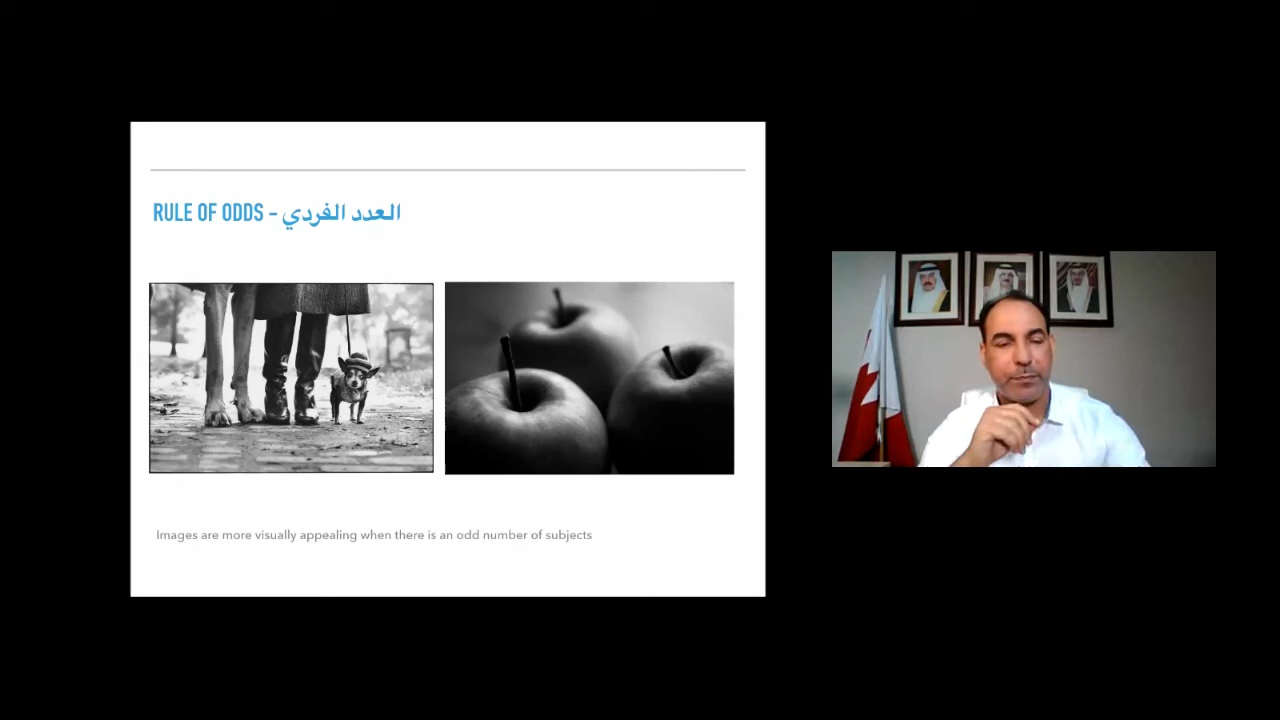 RULE OF ODDS - العدد الفردي
Images are more visually appealing when there is an odd number of subjects